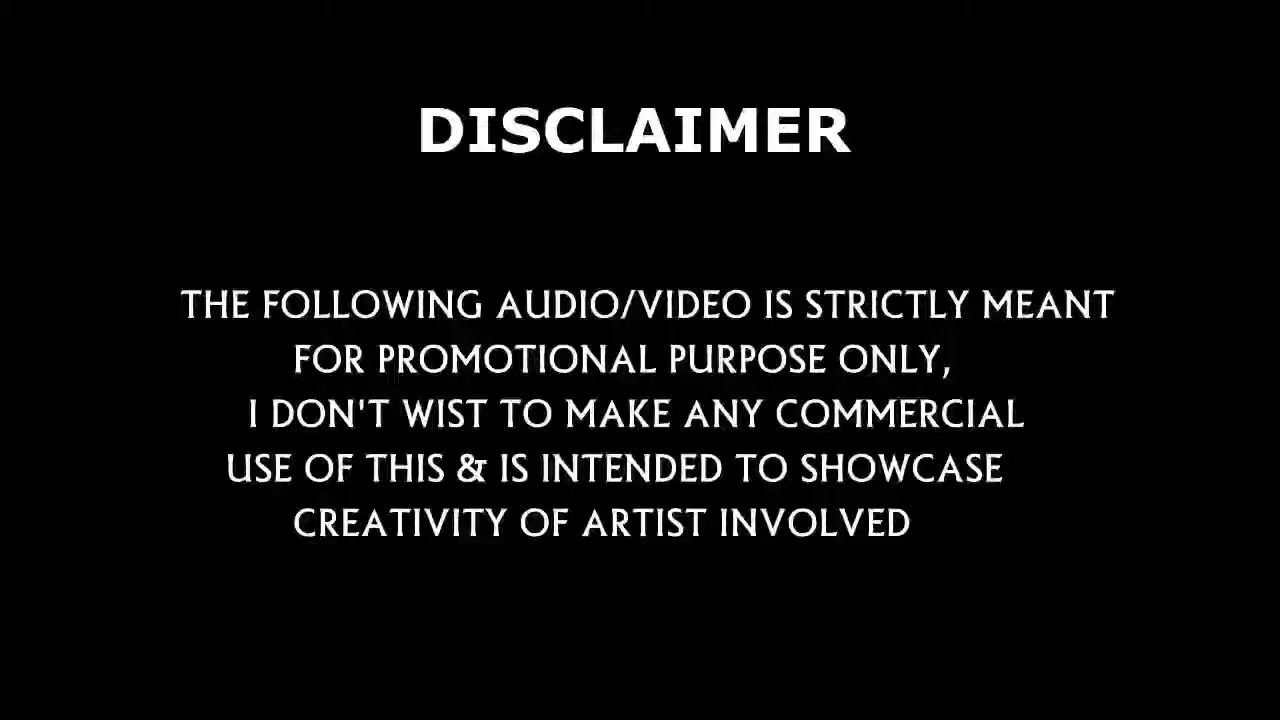 DISCLAIMER
THE FOLLOWING AUDIO/VIDEO IS STRICTLY MEANT
FOR PROMOTIONAL PURPOSE ONLY,
I DON'T WIST TO MAKE ANY COMMERCIAL
USE OF THIS & IS INTENDED TO SHOWCASE
CREATIVITY OF ARTIST INVOLVED